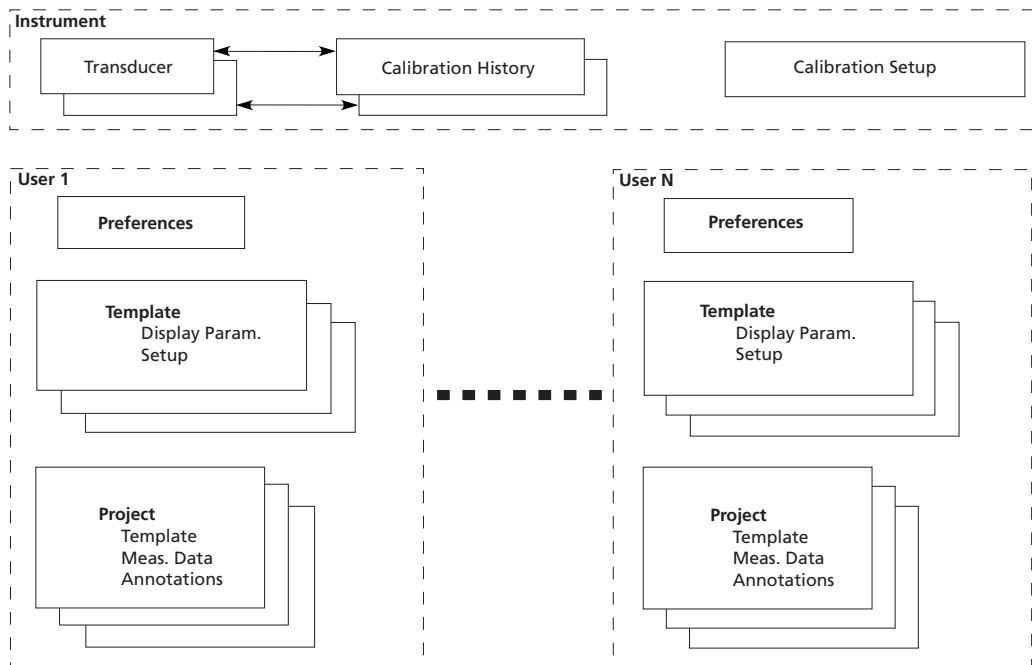 Instrument
Transducer
Calibration History
Calibration Setup
User 1
Preferences
Template
Display Param.
Setup
Project
Template
Meas. Data
Annotations
User N
Preferences
Template
Display Param.
Setup
Project
Template
Meas. Data
Annotations